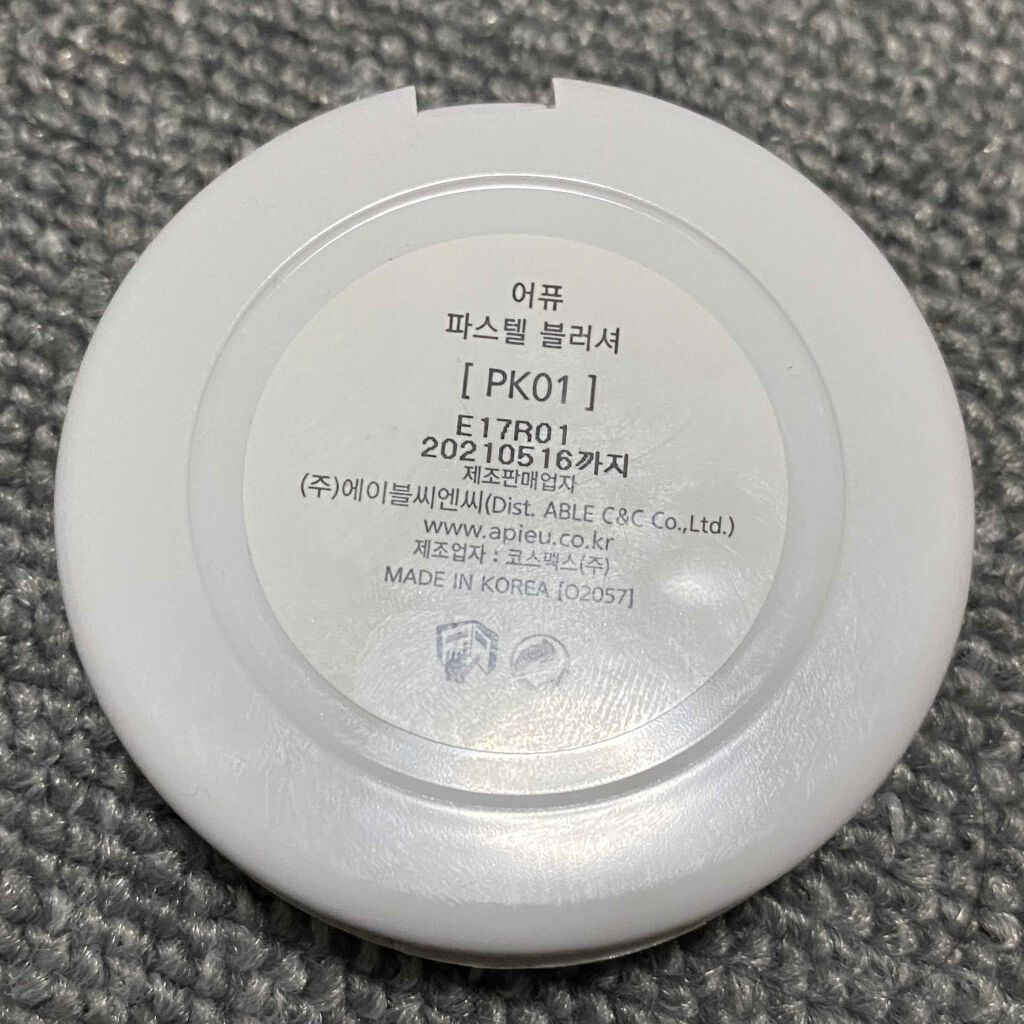 어퓨
파스텔 블러셔
[ PK01 ]
E17R01
20210516까지
제조판매업자
(주)에이블씨엔씨(Dist. ABLE C&C Co.,Ltd.)
www.apieu.co.kr
제조업자 : 코스맥스(주)
MADE IN KOREA [O2057]